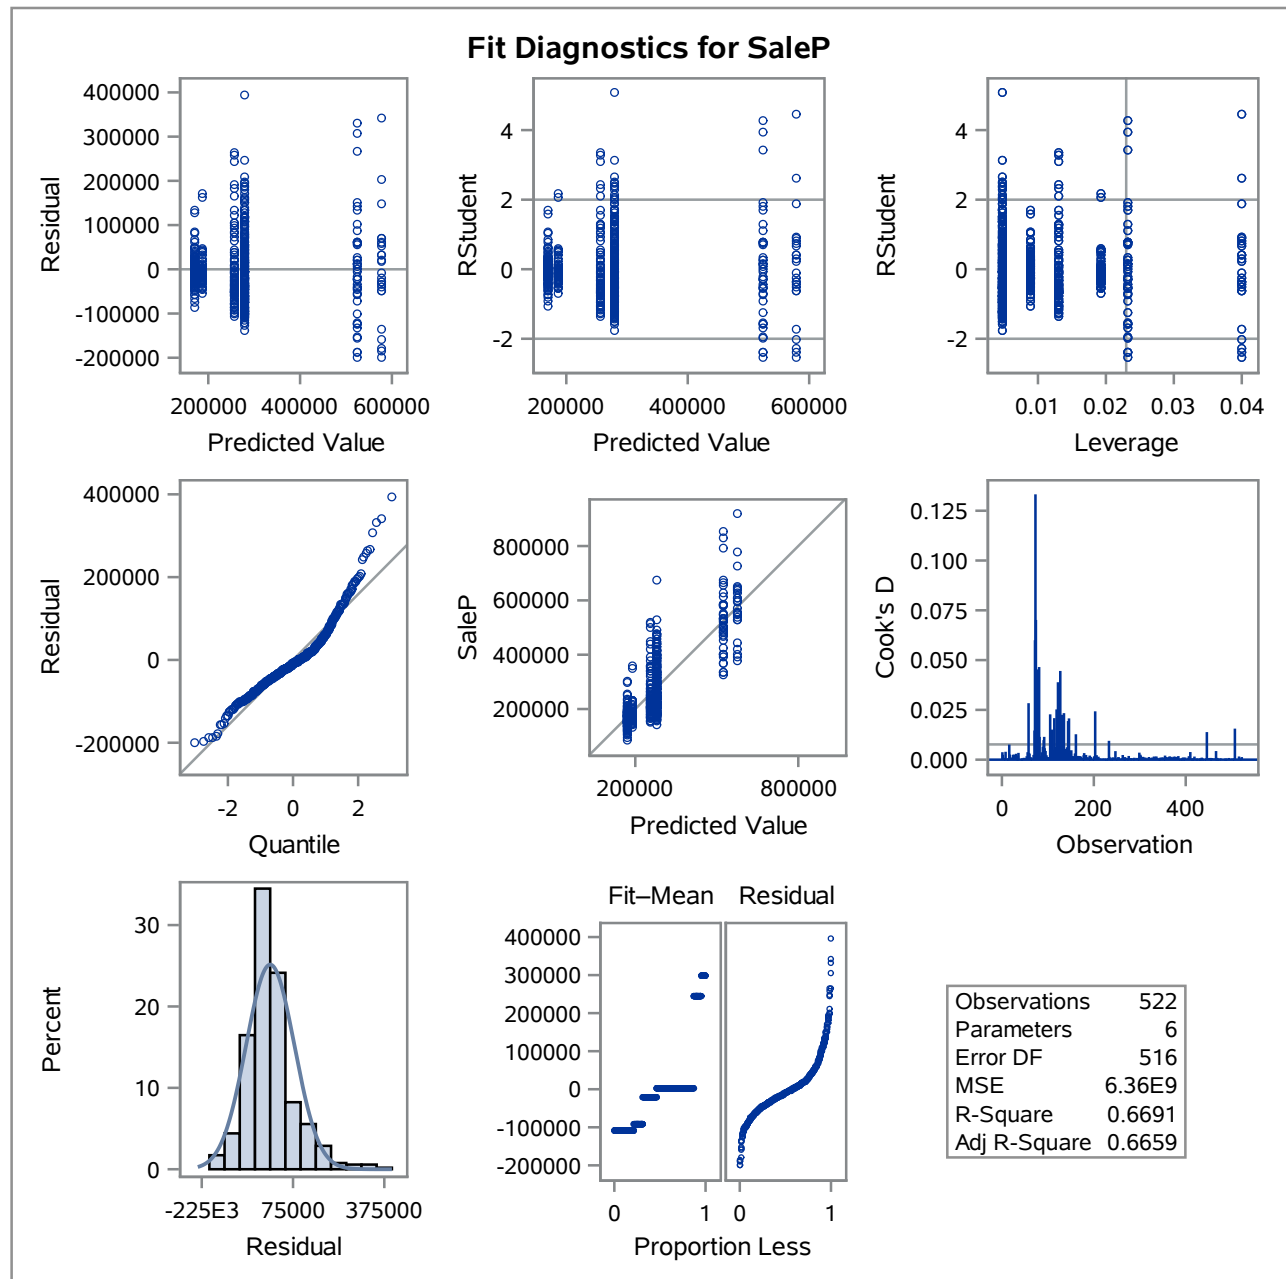 Fit Diagnostics for SaleP
400000
300000
200000
100000
0
-100000
-200000
Residual
200000 400000 600000
Predicted Value
4
2
0
-2
RStudent
200000 400000 600000
Predicted Value
4
2
0
-2
RStudent
0.01 0.02 0.03 0.04
Leverage
400000
200000
0
-200000
Residual
-2 0 2
Quantile
800000
600000
400000
200000
SaleP
200000 800000
Predicted Value
0.125
0.100
0.075
0.050
0.025
0.000
Cook's D
0 200 400
Observation
30
20
10
0
Percent
-225E3 75000 375000
Residual
Fit–Mean Residual
400000
300000
200000
100000
0
-100000
-200000
0 1 0 1
Proportion Less
Observations 522
Parameters 6
Error DF 516
MSE 6.36E9
R-Square 0.6691
Adj R-Square 0.6659